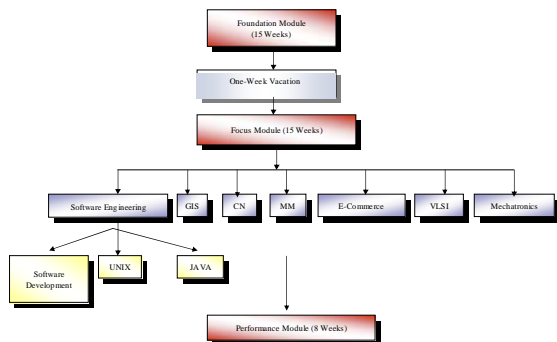 Foundation Module
(15 Weeks)
One-Week Vacation
Focus Module (15 Weeks)
Software Engineering
GIS
CN
MM
E-Commerce
VLSI
Mechatronics
Software
Development
UNIX
JAVA
Performance Module (8 Weeks)